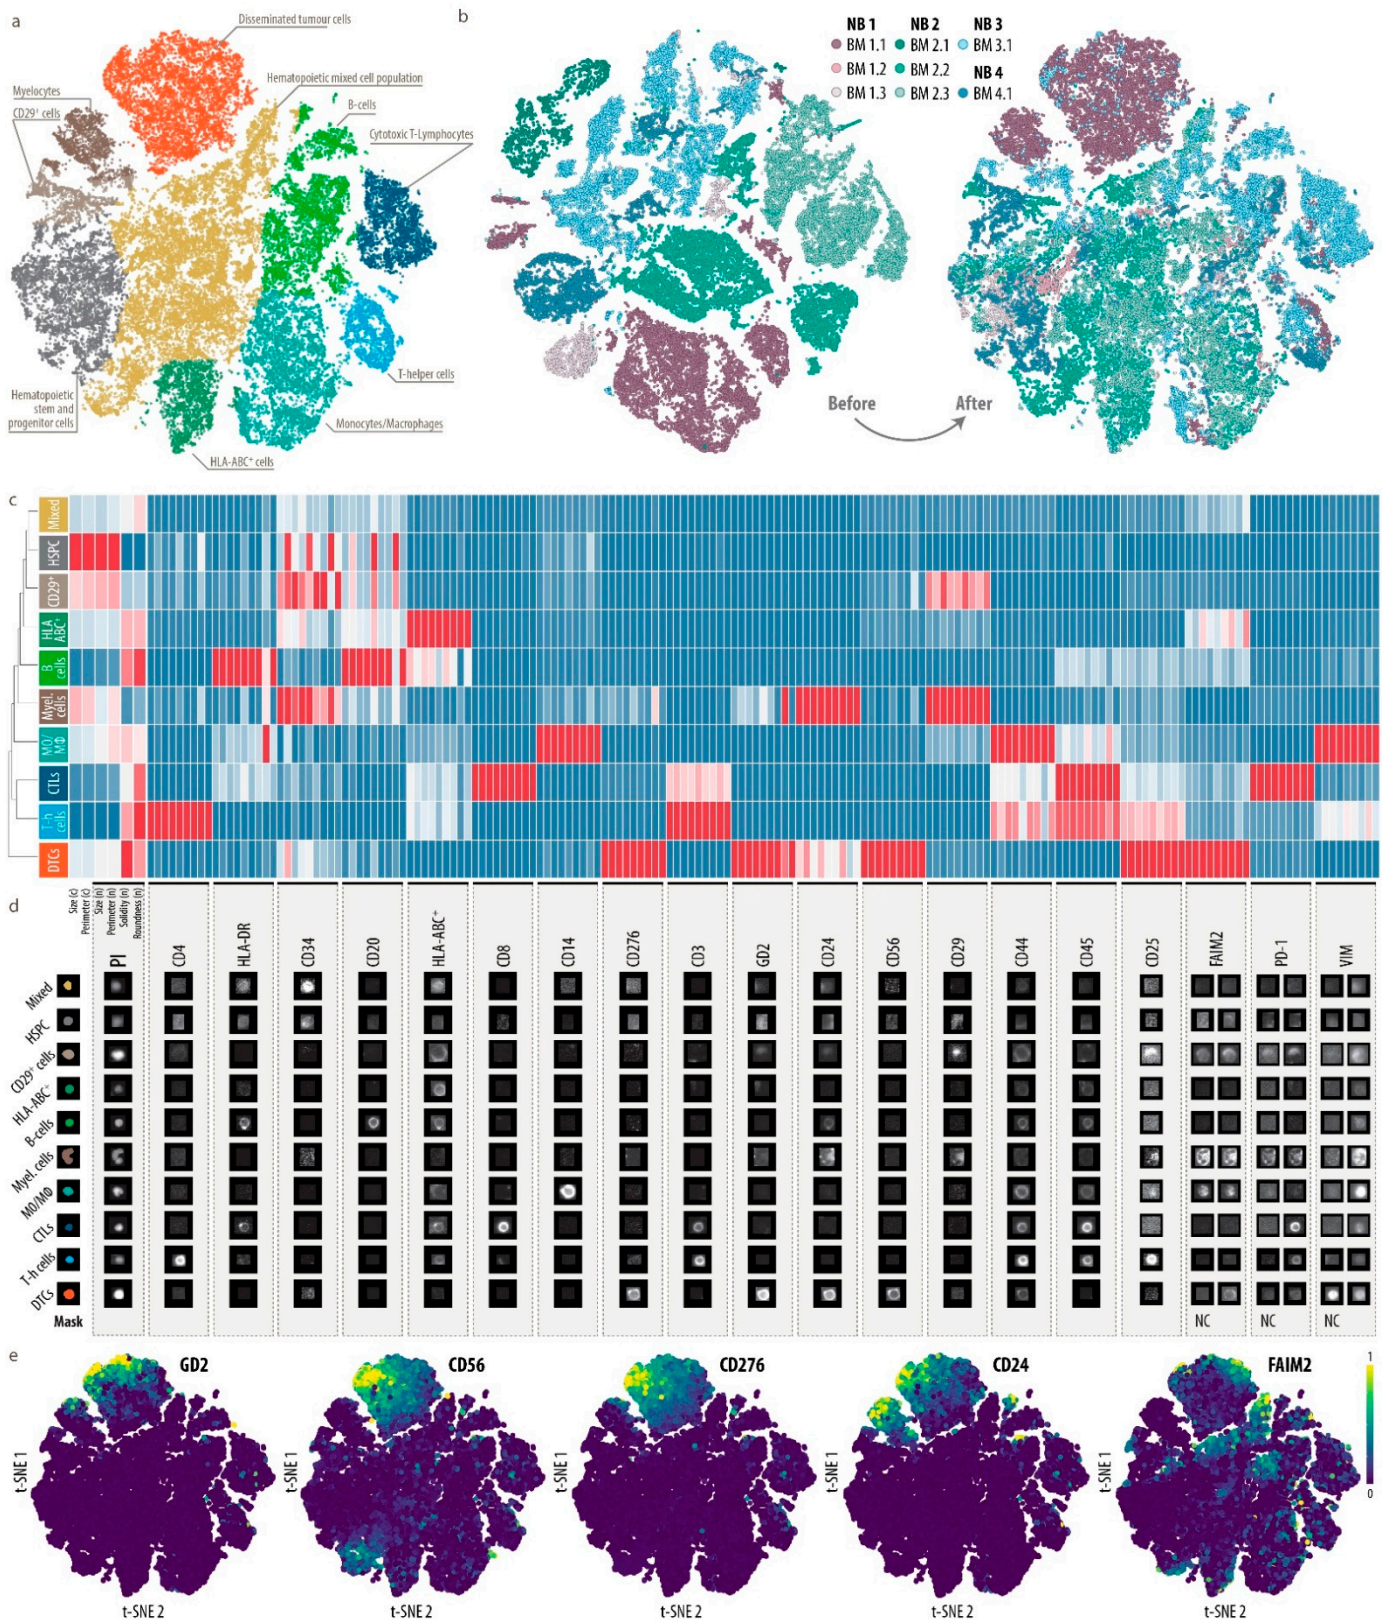 a
Disseminated tumour cells
Hematopoietic mixed cell population
Myelocytes
CD29⁺ cells
B-cells
Cytotoxic T-Lymphocytes
T-helper cells
Hematopoietic
stem and
progenitor cells
Monocytes/Macrophages
HLA-ABC⁺ cells
b
NB 1 NB 2 NB 3
BM 1.1 BM 2.1 BM 3.1
BM 1.2 BM 2.2 NB 4
BM 1.3 BM 2.3 BM 4.1
Before After
c
Mixed
HSPC
CD29⁺
HLA
ABC⁺
B
cells
Myel.
cells
MO/
MΦ
CTLs
T-h
cells
DTCs
Size (c)
Perimeter (c)
Size (n)
Perimeter (n)
Solidity (n)
Roundness (n)
d
PI CD4 HLA-DR CD34 CD20 HLA-ABC⁺ CD8 CD14 CD276 CD3 GD2 CD24 CD56 CD29 CD44 CD45 CD25 FAIM2 PD-1 VIM
Mixed
HSPC
CD29⁺ cells
HLA-ABC⁺
B-cells
Myel. cells
MO/MΦ
CTLs
T-h cells
DTCs
Mask NC NC NC
e
GD2 CD56 CD276 CD24 FAIM2
1
0
t-SNE 1 t-SNE 1 t-SNE 1 t-SNE 1 t-SNE 1
t-SNE 2 t-SNE 2 t-SNE 2 t-SNE 2 t-SNE 2